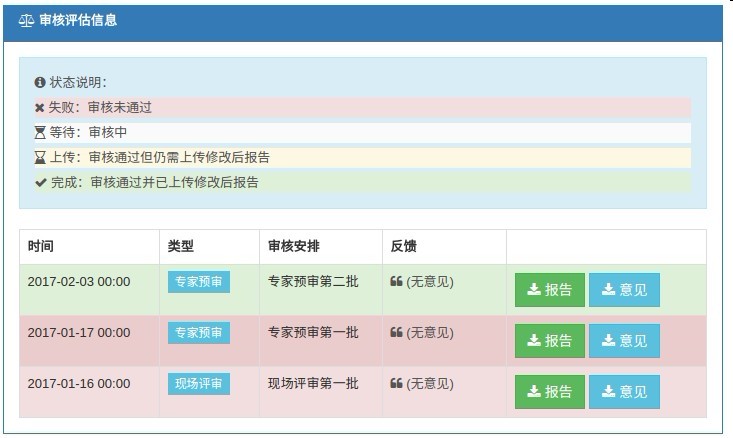 审核评估信息
状态说明：
失败：审核未通过
等待：审核中
上传：审核通过但仍需上传修改后报告
完成：审核通过并已上传修改后报告
时间 类型 审核安排 反馈
2017-02-03 00:00 专家预审 专家预审第二批 (无意见) 报告 意见
2017-01-17 00:00 专家预审 专家预审第一批 (无意见) 报告 意见
2017-01-16 00:00 现场评审 现场评审第一批 (无意见) 报告 意见